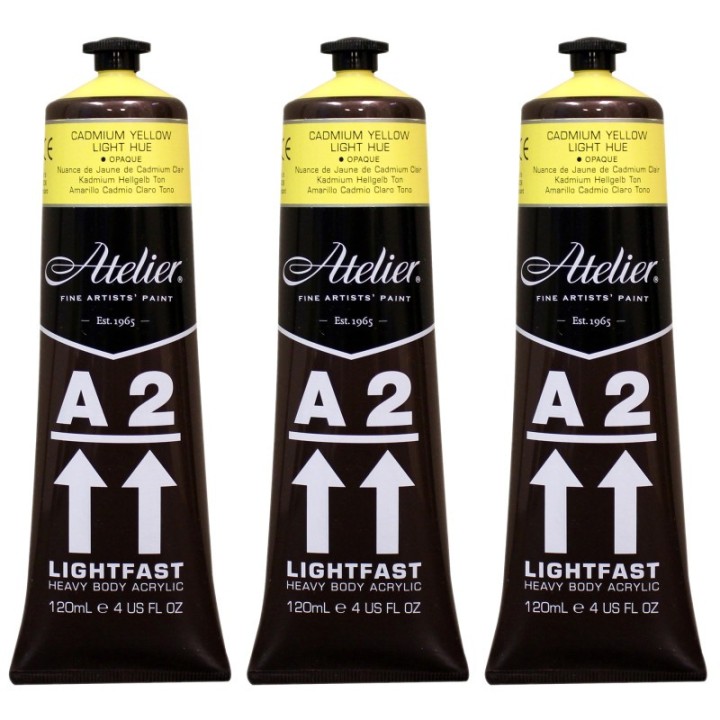 CE
CADMIUM YELLOW
LIGHT HUE
• OPAQUE
Nuance de Jaune de Cadmium Clair
Kadmium Hellgelb Ton
Amarillo Cadmio Claro Tono
Atelier®
FINE ARTISTS' PAINT
— Est. 1965 —
A 2
LIGHTFAST
HEAVY BODY ACRYLIC
120mL ℮ 4 US FL OZ
CE
CADMIUM YELLOW
LIGHT HUE
• OPAQUE
Nuance de Jaune de Cadmium Clair
Kadmium Hellgelb Ton
Amarillo Cadmio Claro Tono
Atelier®
FINE ARTISTS' PAINT
— Est. 1965 —
A 2
LIGHTFAST
HEAVY BODY ACRYLIC
120mL ℮ 4 US FL OZ
CE
CADMIUM YELLOW
LIGHT HUE
• OPAQUE
Nuance de Jaune de Cadmium Clair
Kadmium Hellgelb Ton
Amarillo Cadmio Claro Tono
Atelier®
FINE ARTISTS' PAINT
— Est. 1965 —
A 2
LIGHTFAST
HEAVY BODY ACRYLIC
120mL ℮ 4 US FL OZ